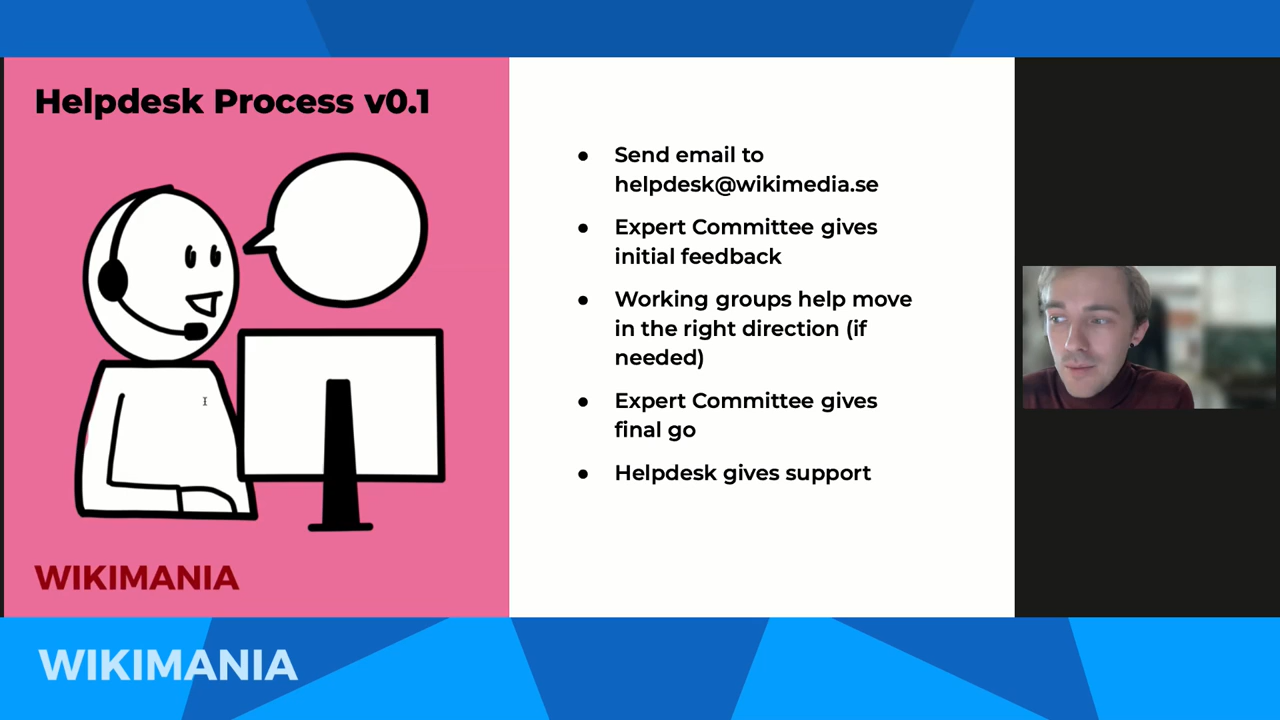 Helpdesk Process v0.1
● Send email to
helpdesk@wikimedia.se
● Expert Committee gives
initial feedback
● Working groups help move
in the right direction (if
needed)
● Expert Committee gives
final go
● Helpdesk gives support
WIKIMANIA
WIKIMANIA